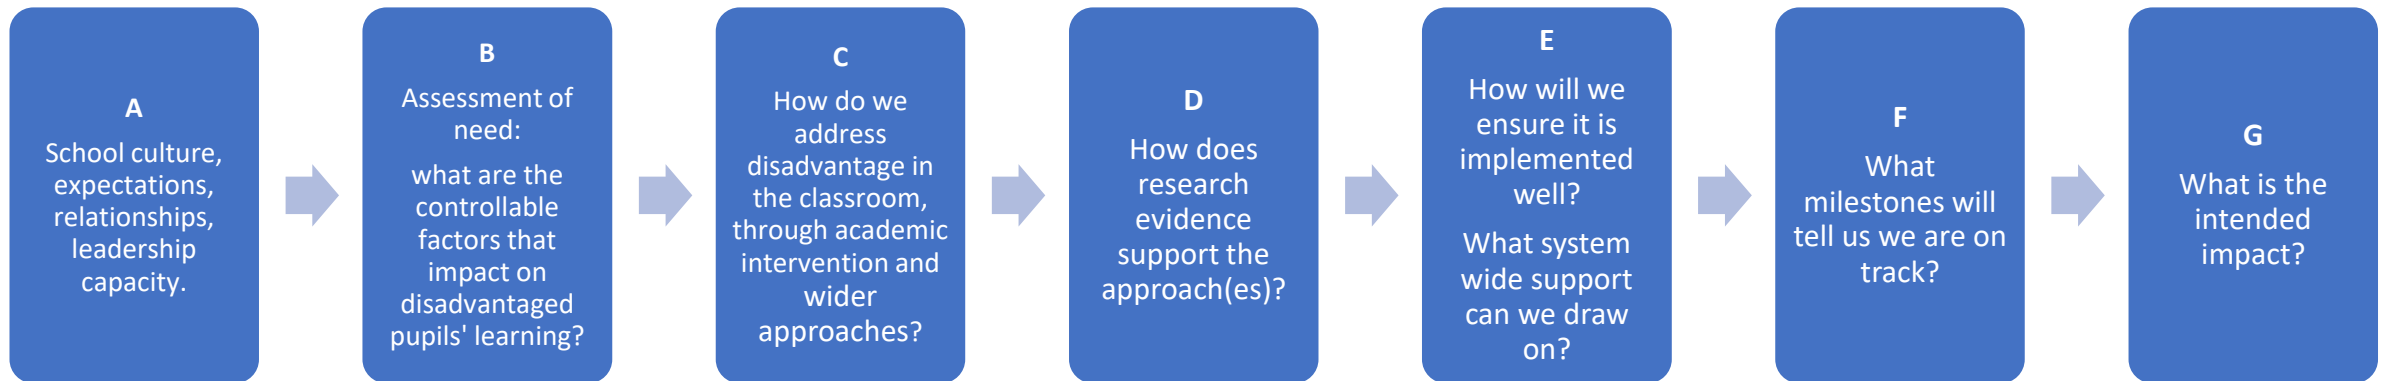 A
School culture,
expectations,
relationships,
leadership
capacity.
B
Assessment of
need:
what are the
controllable
factors that
impact on
disadvantaged
pupils' learning?
C
How do we
address
disadvantage in
the classroom,
through academic
intervention and
wider
approaches?
D
How does
research
evidence
support the
approach(es)?
E
How will we
ensure it is
implemented
well?
What system
wide support
can we draw
on?
F
What
milestones will
tell us we are on
track?
G
What is the
intended
impact?